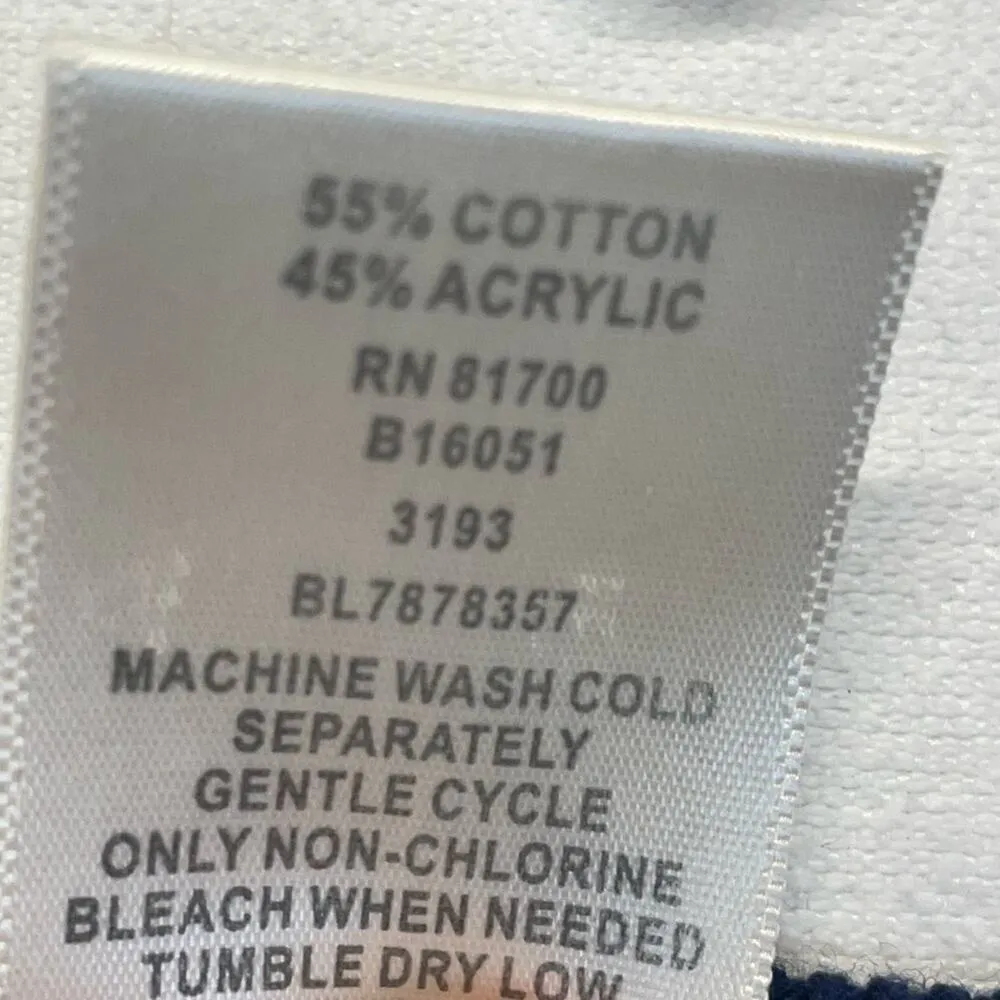 55% COTTON
45% ACRYLIC
RN 81700
B16051
3193
BL7878357
MACHINE WASH COLD
SEPARATELY
GENTLE CYCLE
ONLY NON-CHLORINE
BLEACH WHEN NEEDED
TUMBLE DRY LOW